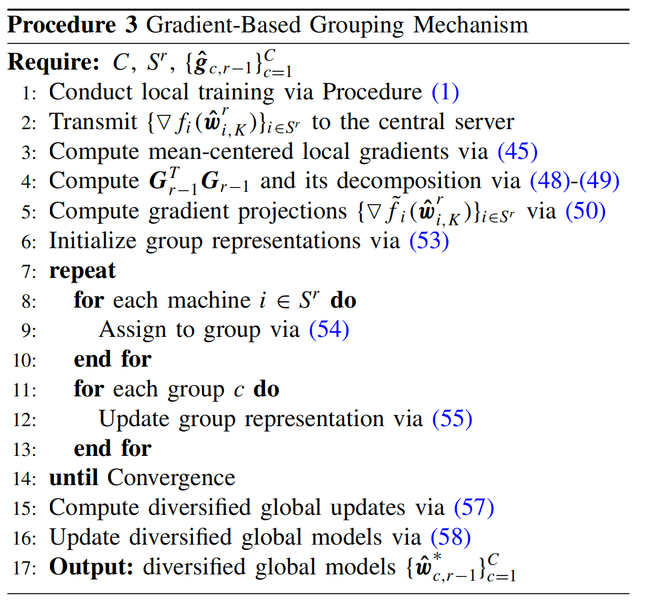 Procedure 3 Gradient-Based Grouping Mechanism
Require: $C$, $S^r$, $\{\hat{\boldsymbol{g}}_{c,r-1}\}_{c=1}^{C}$
1: Conduct local training via Procedure (1)
2: Transmit $\{\nabla f_i(\hat{\boldsymbol{w}}_{i,K}^{r})\}_{i \in S^r}$ to the central server
3: Compute mean-centered local gradients via (45)
4: Compute $\boldsymbol{G}_{r-1}^{T}\boldsymbol{G}_{r-1}$ and its decomposition via (48)-(49)
5: Compute gradient projections $\{\nabla \tilde{f}_i(\hat{\boldsymbol{w}}_{i,K}^{r})\}_{i \in S^r}$ via (50)
6: Initialize group representations via (53)
7: repeat
8: for each machine $i \in S^r$ do
9: Assign to group via (54)
10: end for
11: for each group $c$ do
12: Update group representation via (55)
13: end for
14: until Convergence
15: Compute diversified global updates via (57)
16: Update diversified global models via (58)
17: Output: diversified global models $\{\hat{\boldsymbol{w}}_{c,r-1}^{*}\}_{c=1}^{C}$